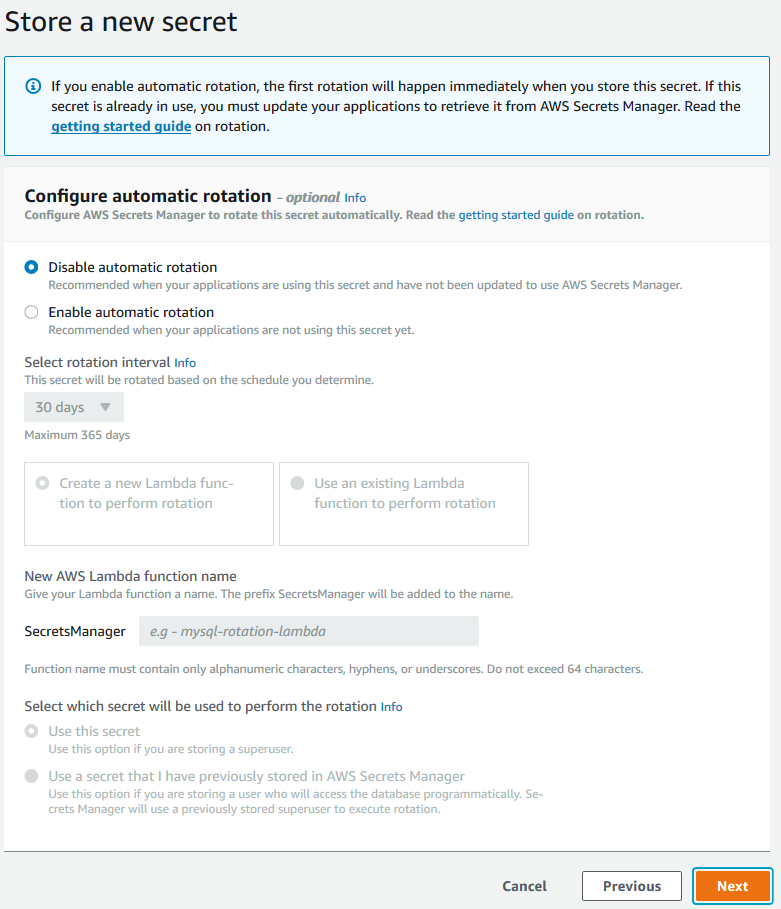 Store a new secret
If you enable automatic rotation, the first rotation will happen immediately when you store this secret. If this
secret is already in use, you must update your applications to retrieve it from AWS Secrets Manager. Read the
getting started guide on rotation.
Configure automatic rotation - optional Info
Configure AWS Secrets Manager to rotate this secret automatically. Read the getting started guide on rotation.
Disable automatic rotation
Recommended when your applications are using this secret and have not been updated to use AWS Secrets Manager.
Enable automatic rotation
Recommended when your applications are not using this secret yet.
Select rotation interval Info
This secret will be rotated based on the schedule you determine.
30 days
Maximum 365 days
Create a new Lambda func-
tion to perform rotation
Use an existing Lambda
function to perform rotation
New AWS Lambda function name
Give your Lambda function a name. The prefix SecretsManager will be added to the name.
SecretsManager e.g - mysql-rotation-lambda
Function name must contain only alphanumeric characters, hyphens, or underscores. Do not exceed 64 characters.
Select which secret will be used to perform the rotation Info
Use this secret
Use this option if you are storing a superuser.
Use a secret that I have previously stored in AWS Secrets Manager
Use this option if you are storing a user who will access the database programmatically. Se-
crets Manager will use a previously stored superuser to execute rotation.
Cancel Previous Next